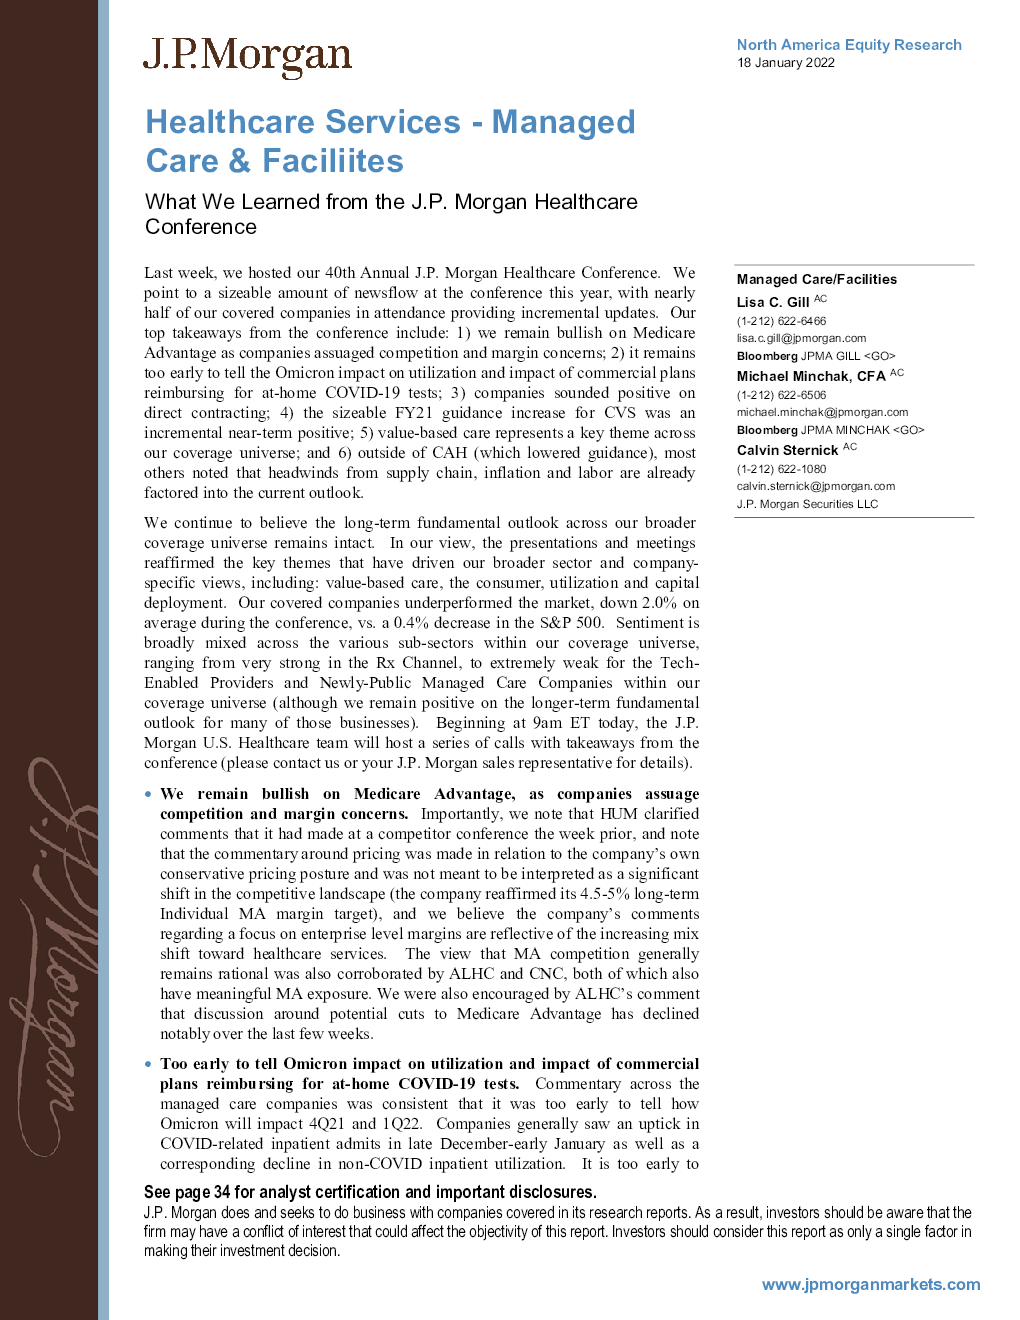 J.P.Morgan
North America Equity Research
18 January 2022
Healthcare Services - Managed
Care & Faciliites
What We Learned from the J.P. Morgan Healthcare
Conference
Last week, we hosted our 40th Annual J.P. Morgan Healthcare Conference. We
point to a sizeable amount of newsflow at the conference this year, with nearly
half of our covered companies in attendance providing incremental updates. Our
top takeaways from the conference include: 1) we remain bullish on Medicare
Advantage as companies assuaged competition and margin concerns; 2) it remains
too early to tell the Omicron impact on utilization and impact of commercial plans
reimbursing for at-home COVID-19 tests; 3) companies sounded positive on
direct contracting; 4) the sizeable FY21 guidance increase for CVS was an
incremental near-term positive; 5) value-based care represents a key theme across
our coverage universe; and 6) outside of CAH (which lowered guidance), most
others noted that headwinds from supply chain, inflation and labor are already
factored into the current outlook.
We continue to believe the long-term fundamental outlook across our broader
coverage universe remains intact. In our view, the presentations and meetings
reaffirmed the key themes that have driven our broader sector and company-
specific views, including: value-based care, the consumer, utilization and capital
deployment. Our covered companies underperformed the market, down 2.0% on
average during the conference, vs. a 0.4% decrease in the S&P 500. Sentiment is
broadly mixed across the various sub-sectors within our coverage universe,
ranging from very strong in the Rx Channel, to extremely weak for the Tech-
Enabled Providers and Newly-Public Managed Care Companies within our
coverage universe (although we remain positive on the longer-term fundamental
outlook for many of those businesses). Beginning at 9am ET today, the J.P.
Morgan U.S. Healthcare team will host a series of calls with takeaways from the
conference (please contact us or your J.P. Morgan sales representative for details).
• We remain bullish on Medicare Advantage, as companies assuage
competition and margin concerns. Importantly, we note that HUM clarified
comments that it had made at a competitor conference the week prior, and note
that the commentary around pricing was made in relation to the company's own
conservative pricing posture and was not meant to be interpreted as a significant
shift in the competitive landscape (the company reaffirmed its 4.5-5% long-term
Individual MA margin target), and we believe the company's comments
regarding a focus on enterprise level margins are reflective of the increasing mix
shift toward healthcare services. The view that MA competition generally
remains rational was also corroborated by ALHC and CNC, both of which also
have meaningful MA exposure. We were also encouraged by ALHC's comment
that discussion around potential cuts to Medicare Advantage has declined
notably over the last few weeks.
• Too early to tell Omicron impact on utilization and impact of commercial
plans reimbursing for at-home COVID-19 tests. Commentary across the
managed care companies was consistent that it was too early to tell how
Omicron will impact 4Q21 and 1Q22. Companies generally saw an uptick in
COVID-related inpatient admits in late December-early January as well as a
corresponding decline in non-COVID inpatient utilization. It is too early to
Managed Care/Facilities
Lisa C. Gill AC
(1-212) 622-6466
lisa.c.gill@jpmorgan.com
Bloomberg JPMA GILL <GO>
Michael Minchak, CFA AC
(1-212) 622-6506
michael.minchak@jpmorgan.com
Bloomberg JPMA MINCHAK <GO>
Calvin Sternick AC
(1-212) 622-1080
calvin.sternick@jpmorgan.com
J.P. Morgan Securities LLC
J.P.Morgan
See page 34 for analyst certification and important disclosures.
J.P. Morgan does and seeks to do business with companies covered in its research reports. As a result, investors should be aware that the
firm may have a conflict of interest that could affect the objectivity of this report. Investors should consider this report as only a single factor in
making their investment decision.
www.jpmorganmarkets.com